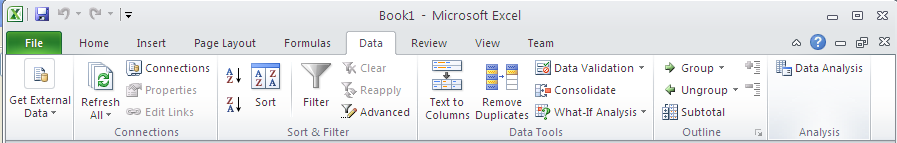 Book1 - Microsoft Excel
File Home Insert Page Layout Formulas Data Review View Team
Get External
Data
Refresh
All
Connections
Properties
Edit Links
Connections
A
Z
Z
A
Sort
Filter
Clear
Reapply
Advanced
Sort & Filter
Text to
Columns
Remove
Duplicates
Data Validation
Consolidate
What-If Analysis
Data Tools
Group
Ungroup
Subtotal
Outline
Data Analysis
Analysis